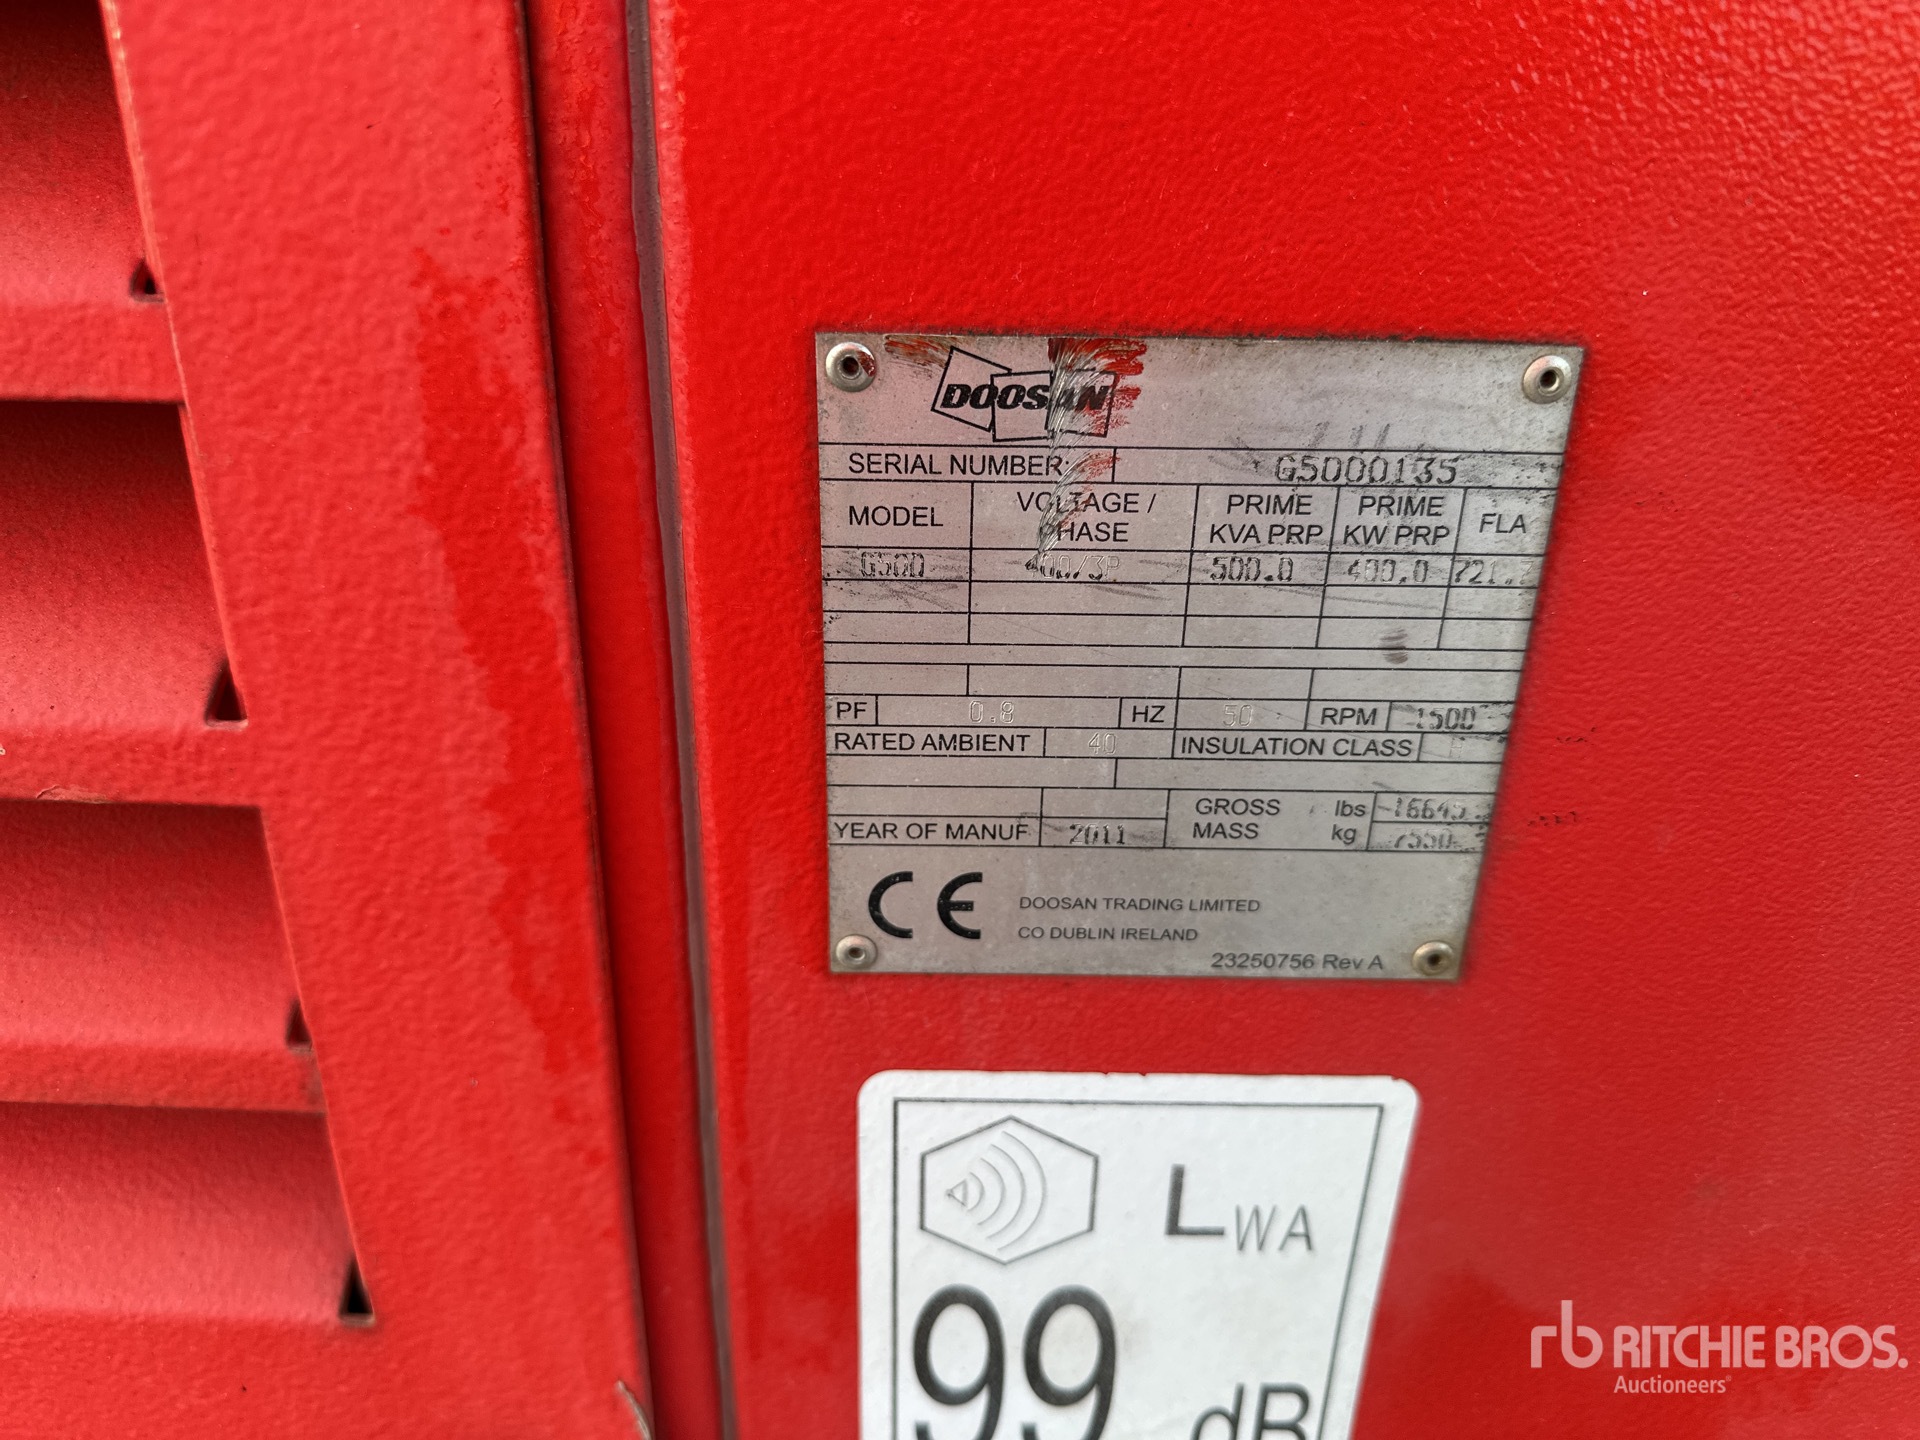 DOOSAN
SERIAL NUMBER: G5000135
MODEL VOLTAGE / PHASE PRIME KVA PRP PRIME KW PRP FLA
G500 400/3P 500.0 400.0 721.7
PF 0.8 HZ 50 RPM 1500
RATED AMBIENT 40 INSULATION CLASS H
GROSS MASS lbs 16645
YEAR OF MANUF 2011 kg 7550
CE DOOSAN TRADING LIMITED
CO DUBLIN IRELAND
23250756 Rev A
LWA
99 dB
rb RITCHIE BROS.
Auctioneers